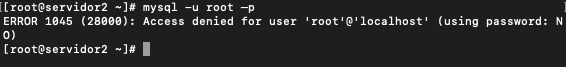 [[root@servidor2 ~]# mysql -u root —p
ERROR 1045 (28000): Access denied for user 'root'@'localhost' (using password: N
O)
[root@servidor2 ~]#